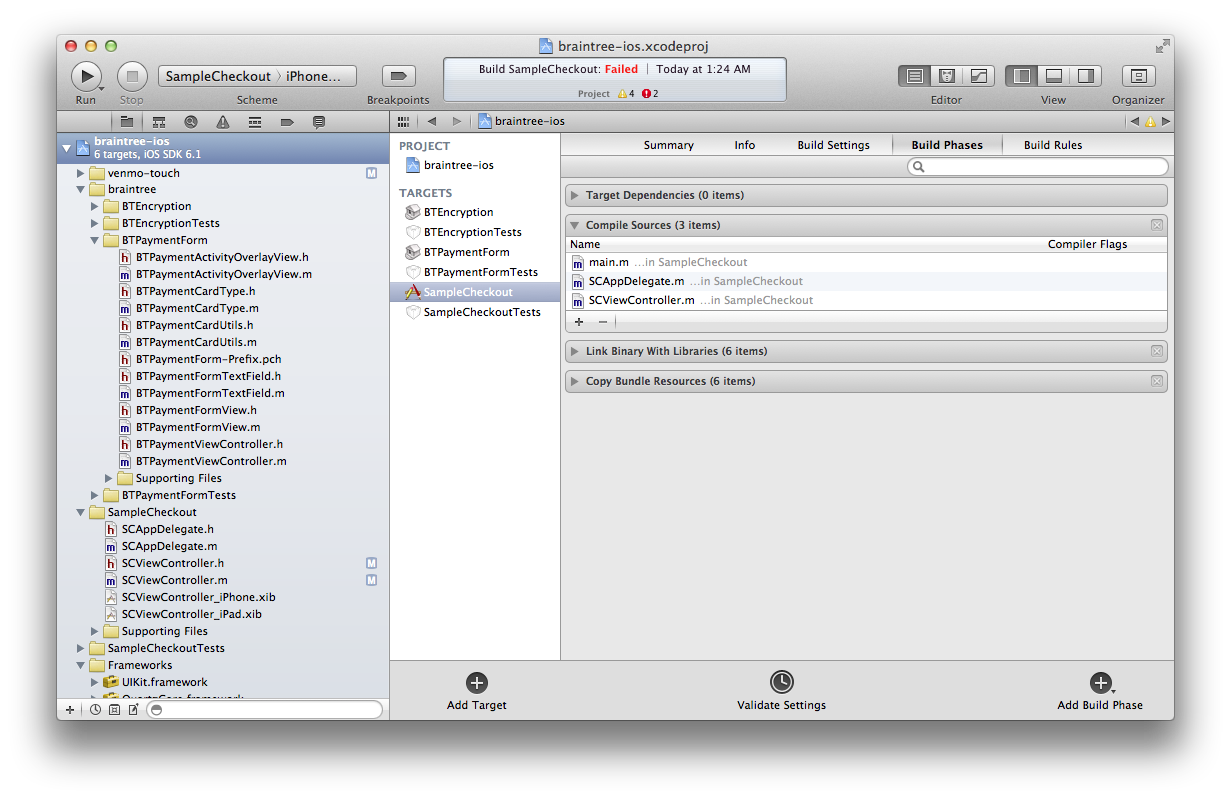 braintree-ios.xcodeproj
Run
Stop
SampleCheckout 〉 iPhone...
Scheme
Breakpoints
Build SampleCheckout: Failed | Today at 1:24 AM
Project 4 2
Editor
View
Organizer
braintree-ios
braintree-ios
6 targets, iOS SDK 6.1
venmo-touch M
braintree
BTEncryption
BTEncryptionTests
BTPaymentForm
h BTPaymentActivityOverlayView.h
m BTPaymentActivityOverlayView.m
h BTPaymentCardType.h
m BTPaymentCardType.m
h BTPaymentCardUtils.h
m BTPaymentCardUtils.m
h BTPaymentForm-Prefix.pch
h BTPaymentFormTextField.h
m BTPaymentFormTextField.m
h BTPaymentFormView.h
m BTPaymentFormView.m
h BTPaymentViewController.h
m BTPaymentViewController.m
Supporting Files
BTPaymentFormTests
SampleCheckout
h SCAppDelegate.h
m SCAppDelegate.m
h SCViewController.h M
m SCViewController.m M
SCViewController_iPhone.xib
SCViewController_iPad.xib
Supporting Files
SampleCheckoutTests
Frameworks
UIKit.framework
QuartzCore.framework
PROJECT
braintree-ios
TARGETS
BTEncryption
BTEncryptionTests
BTPaymentForm
BTPaymentFormTests
SampleCheckout
SampleCheckoutTests
Summary Info Build Settings Build Phases Build Rules
Target Dependencies (0 items)
Compile Sources (3 items)
Name Compiler Flags
m main.m ...in SampleCheckout
m SCAppDelegate.m ...in SampleCheckout
m SCViewController.m ...in SampleCheckout
Link Binary With Libraries (6 items)
Copy Bundle Resources (6 items)
Add Target
Validate Settings
Add Build Phase